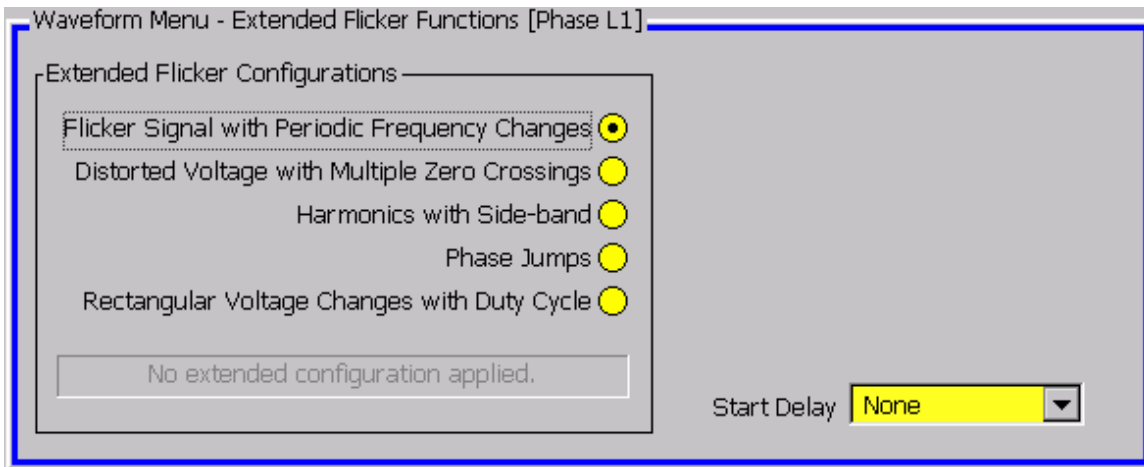 Waveform Menu - Extended Flicker Functions [Phase L1]
Extended Flicker Configurations
Flicker Signal with Periodic Frequency Changes
Distorted Voltage with Multiple Zero Crossings
Harmonics with Side-band
Phase Jumps
Rectangular Voltage Changes with Duty Cycle
No extended configuration applied.
Start Delay None